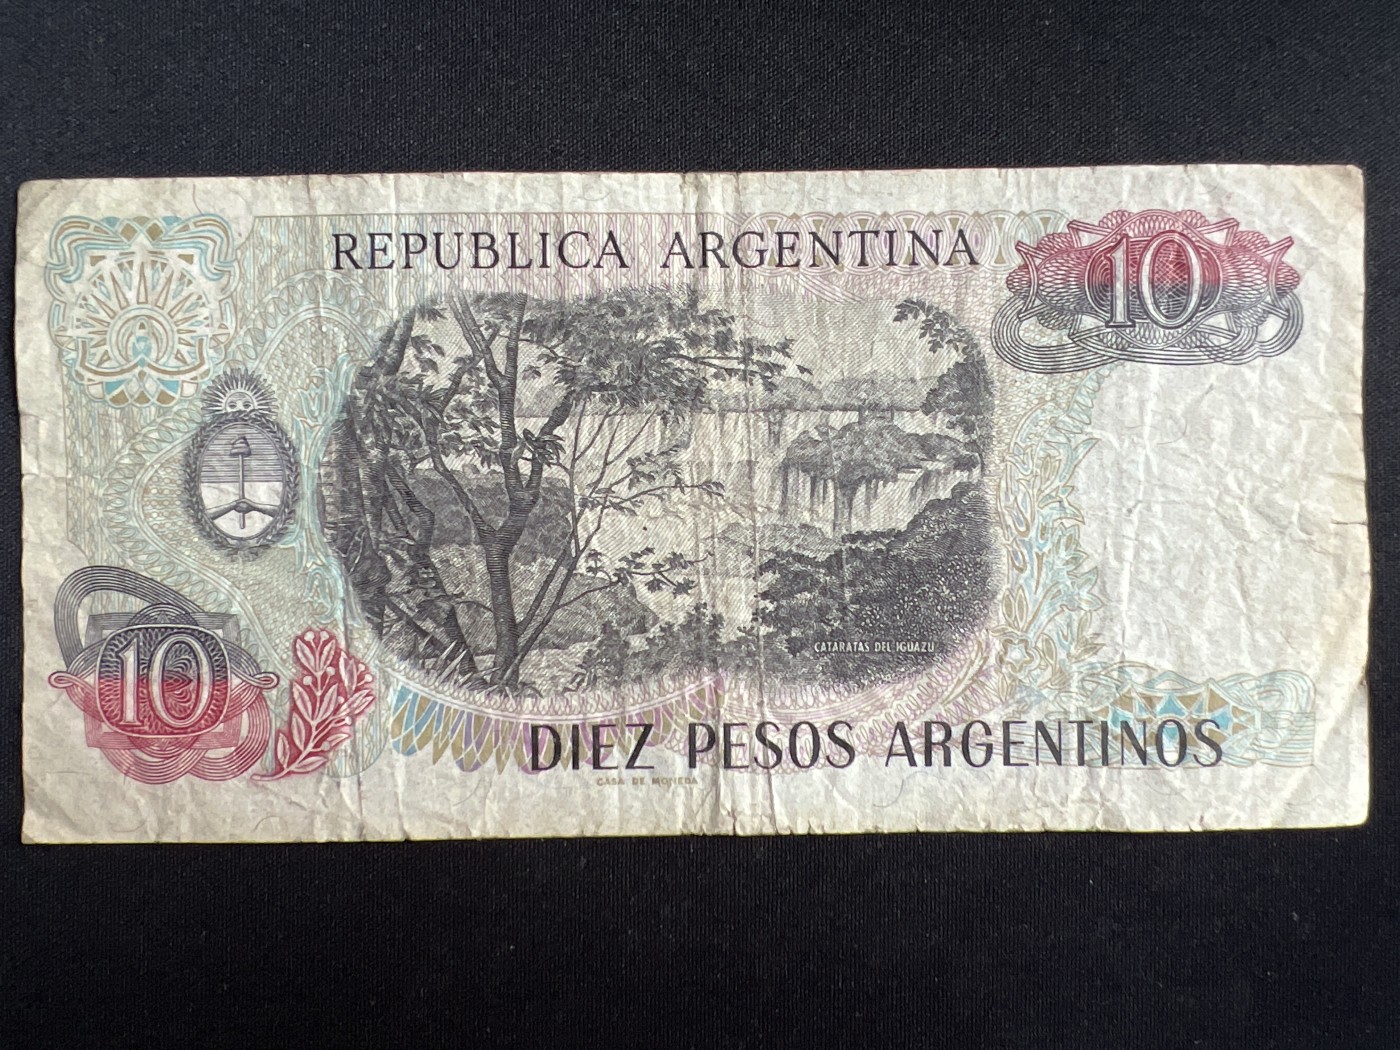 REPUBLICA ARGENTINA
10
CATARATAS DEL IGUAZU
10
DIEZ PESOS ARGENTINOS
CASA DE MONEDA